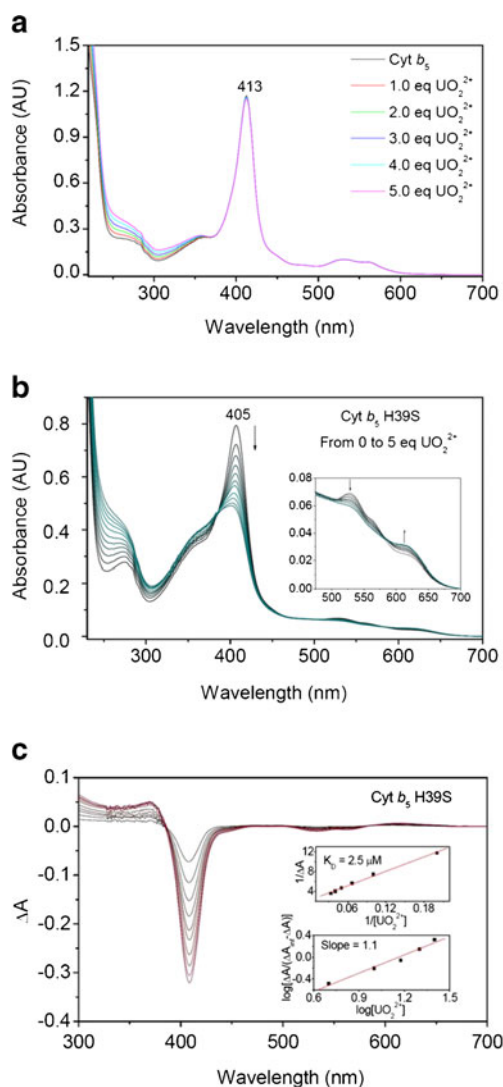 a
1.5
1.2
0.9
0.6
0.3
0.0
Absorbance (AU)
413
Cyt b5
1.0 eq UO₂²⁺
2.0 eq UO₂²⁺
3.0 eq UO₂²⁺
4.0 eq UO₂²⁺
5.0 eq UO₂²⁺
300 400 500 600 700
Wavelength (nm)
b
0.8
0.6
0.4
0.2
0.0
Absorbance (AU)
405
Cyt b5 H39S
From 0 to 5 eq UO₂²⁺
0.08
0.06
0.04
0.02
0.00
500 550 600 650 700
300 400 500 600 700
Wavelength (nm)
c
0.1
0.0
-0.1
-0.2
-0.3
-0.4
ΔA
Cyt b5 H39S
12
8
4
1/ΔA
K_D = 2.5 μM
0.06 0.12 0.18
1/[UO₂²⁺]
0.4
0.0
-0.4
log[ΔA/(ΔA_inf-ΔA)]
Slope = 1.1
0.6 0.9 1.2 1.5
log[UO₂²⁺]
300 400 500 600 700
Wavelength (nm)